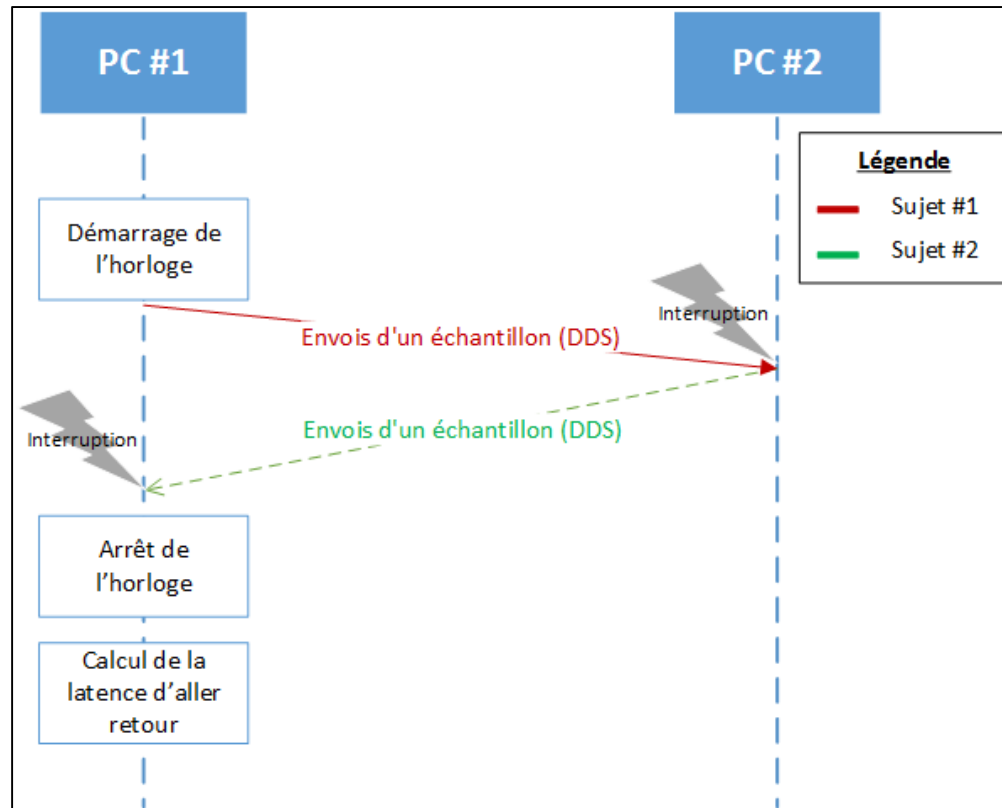 PC #1
PC #2
Légende
Sujet #1
Sujet #2
Démarrage de
l’horloge
Interruption
Envois d'un échantillon (DDS)
Envois d'un échantillon (DDS)
Interruption
Arrêt de
l’horloge
Calcul de la
latence d’aller
retour